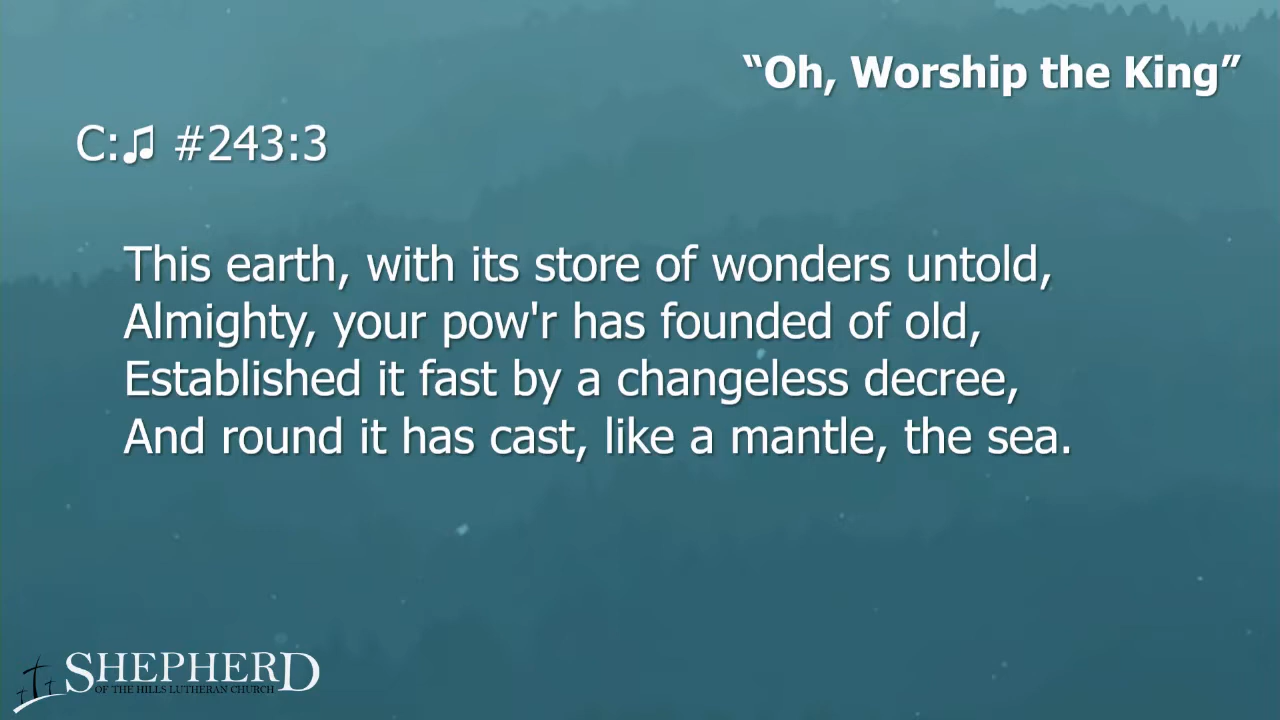 “Oh, Worship the King”
C:♫ #243:3
This earth, with its store of wonders untold,
Almighty, your pow'r has founded of old,
Established it fast by a changeless decree,
And round it has cast, like a mantle, the sea.
SHEPHERD
OF THE HILLS LUTHERAN CHURCH